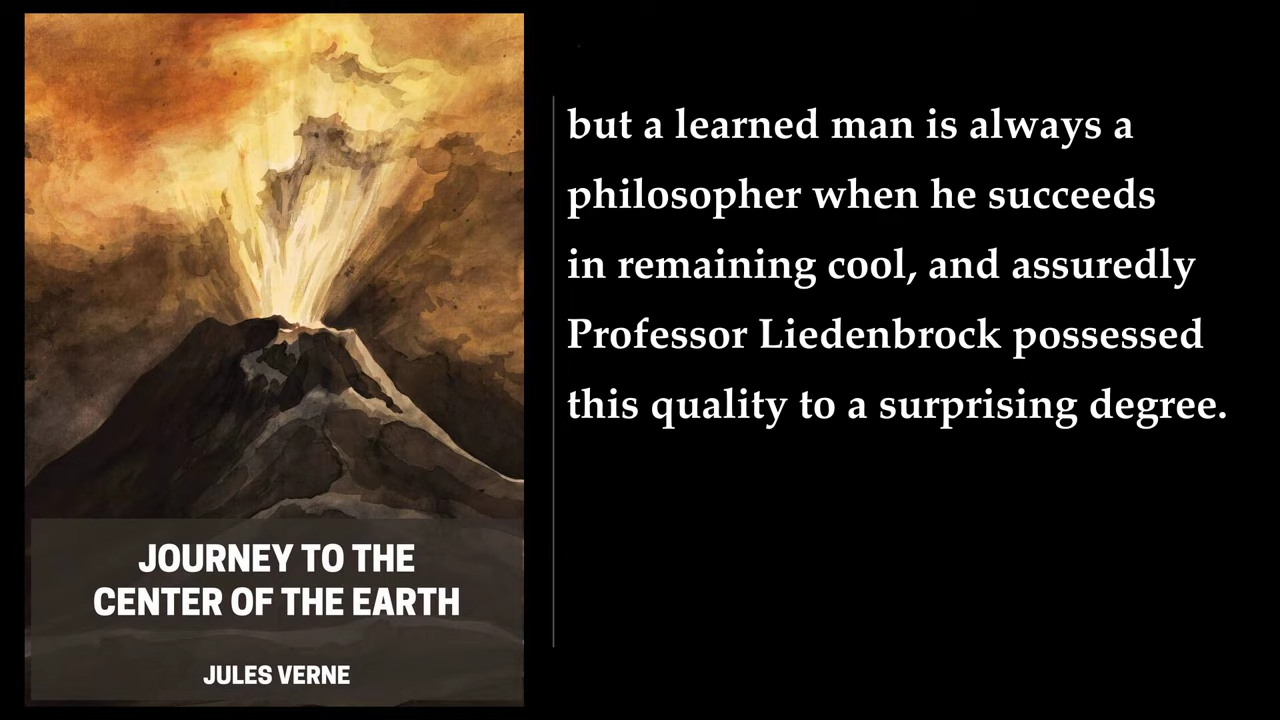 but a learned man is always a
philosopher when he succeeds
in remaining cool, and assuredly
Professor Liedenbrock possessed
this quality to a surprising degree.
JOURNEY TO THE
CENTER OF THE EARTH
JULES VERNE